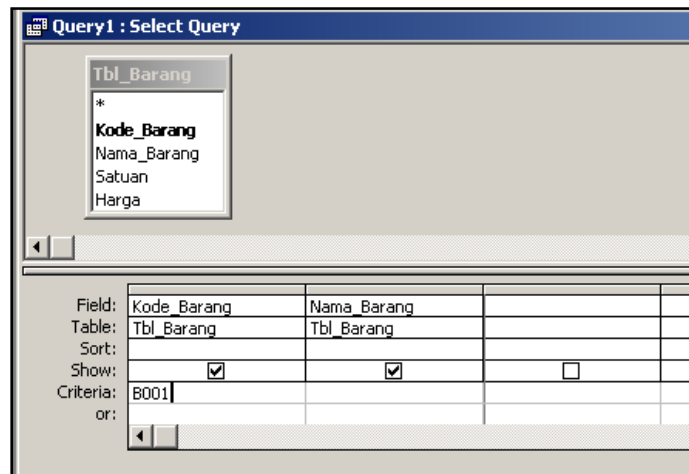 Query1 : Select Query
Tbl_Barang
*
Kode_Barang
Nama_Barang
Satuan
Harga
Field: Kode_Barang Nama_Barang
Table: Tbl_Barang Tbl_Barang
Sort:
Show:
Criteria: B001
or: